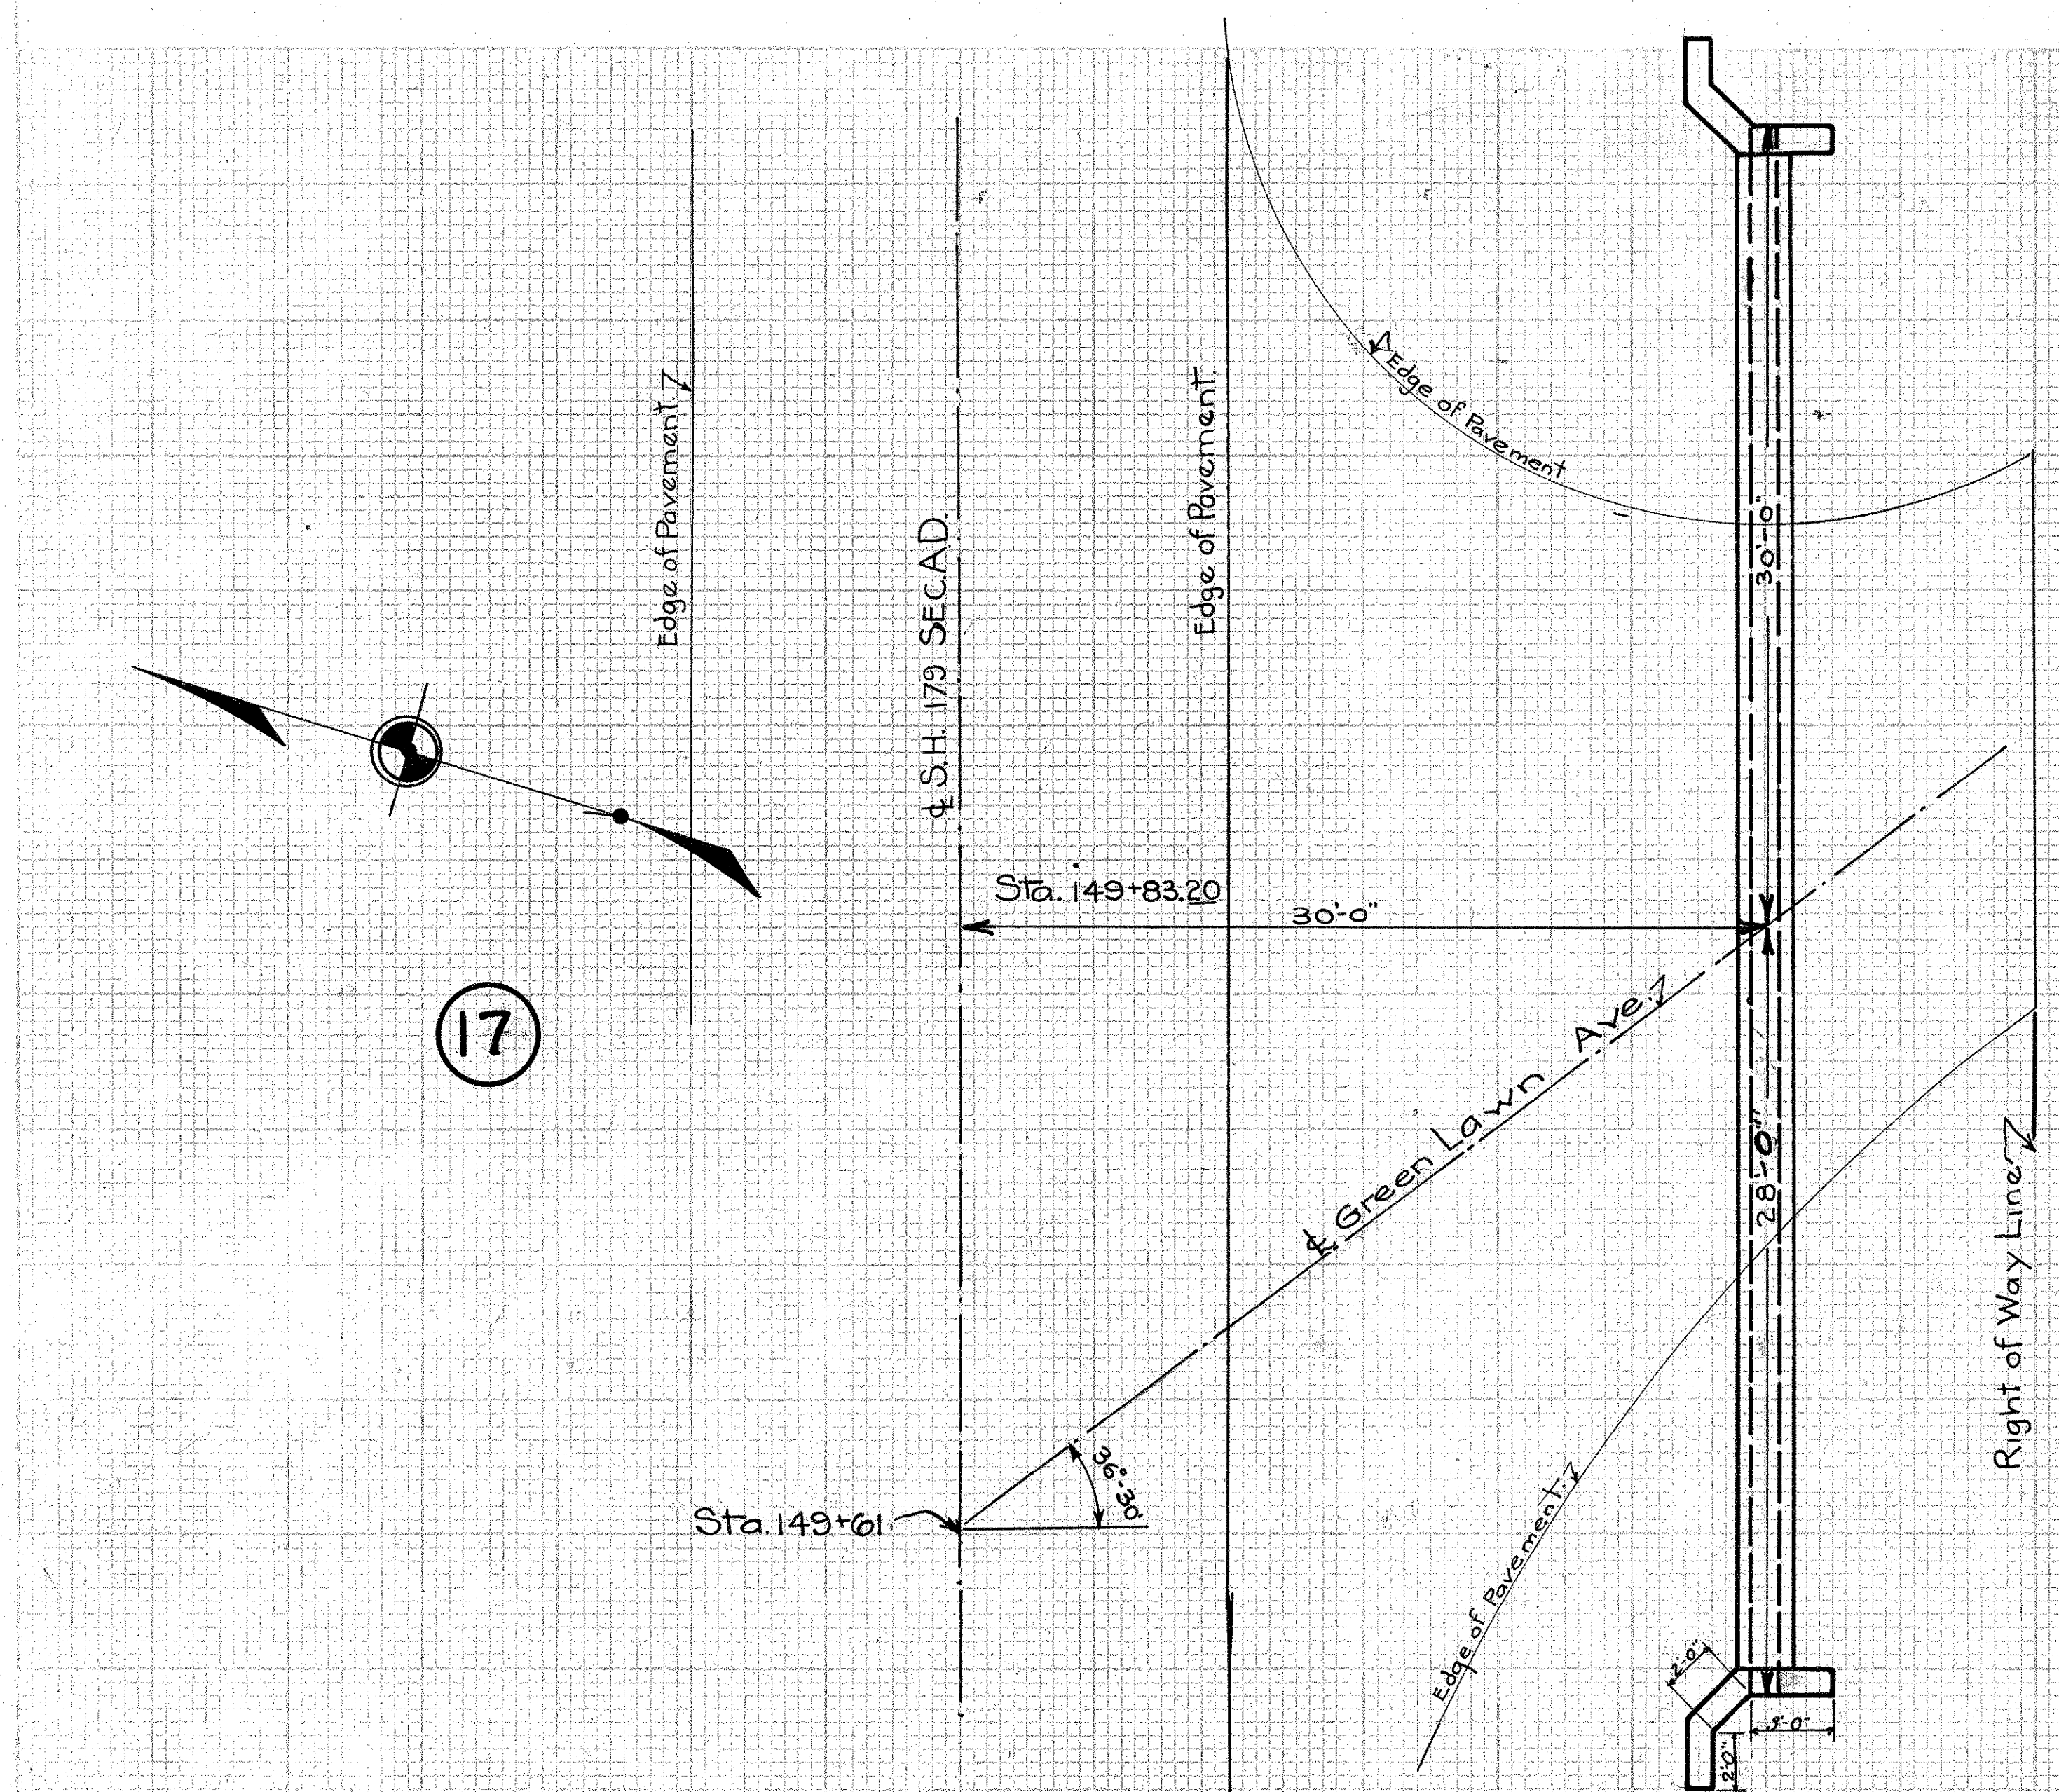 Edge of Pavement.
℄ S.H. 179 SEC.A.D.
Edge of Pavement.
Edge of Pavement
30'-0"
Sta. 149+83.20
30'-0"
17
℄ Green Lawn Ave.
28'-0"
Right of Way Line
36°-30'
Sta. 149+61
Edge of Pavement.
2'-0"
2'-0"